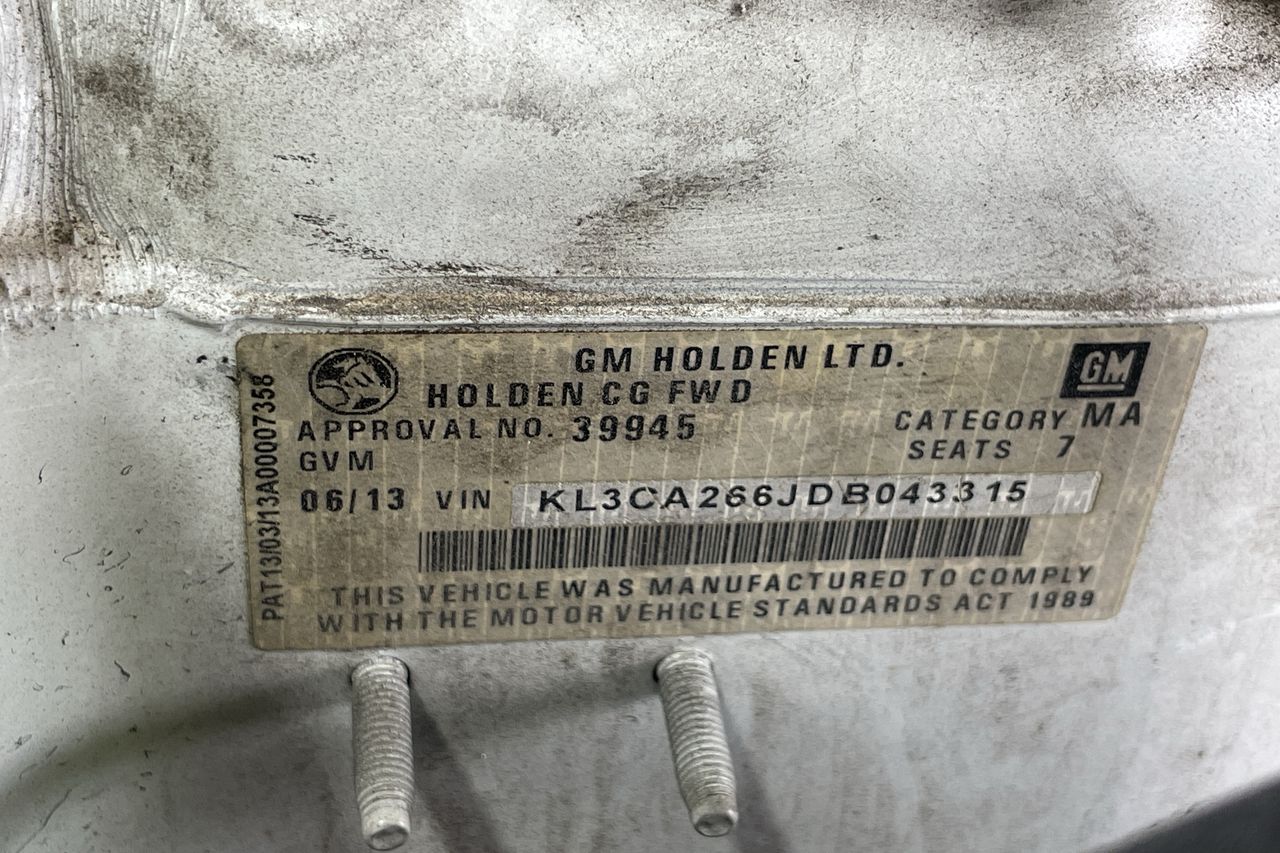 GM HOLDEN LTD.
GM
HOLDEN CG FWD
APPROVAL NO. 39945
CATEGORY MA
GVM
SEATS 7
06/13 VIN KL3CA266JDB043315
THIS VEHICLE WAS MANUFACTURED TO COMPLY
WITH THE MOTOR VEHICLE STANDARDS ACT 1989
PAT13/03/13A00007358